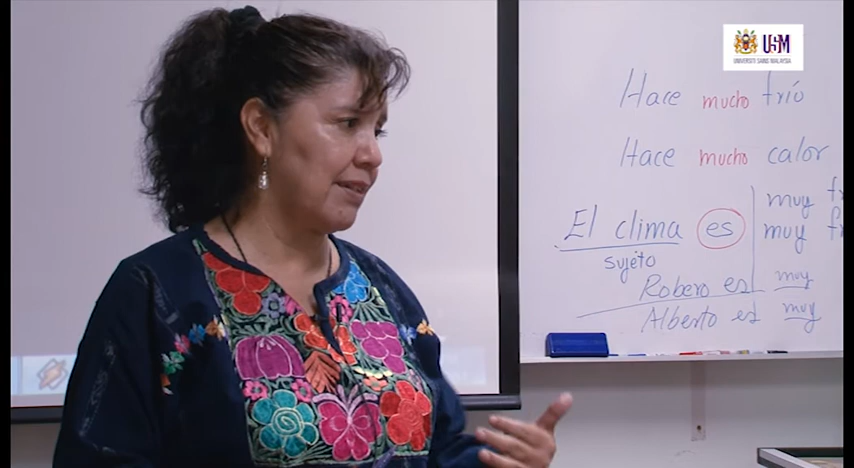 USM
UNIVERSITI SAINS MALAYSIA
Hace mucho frío
Hace mucho calor
El clima es muy
sujeto muy
Robero es muy
Alberto es muy